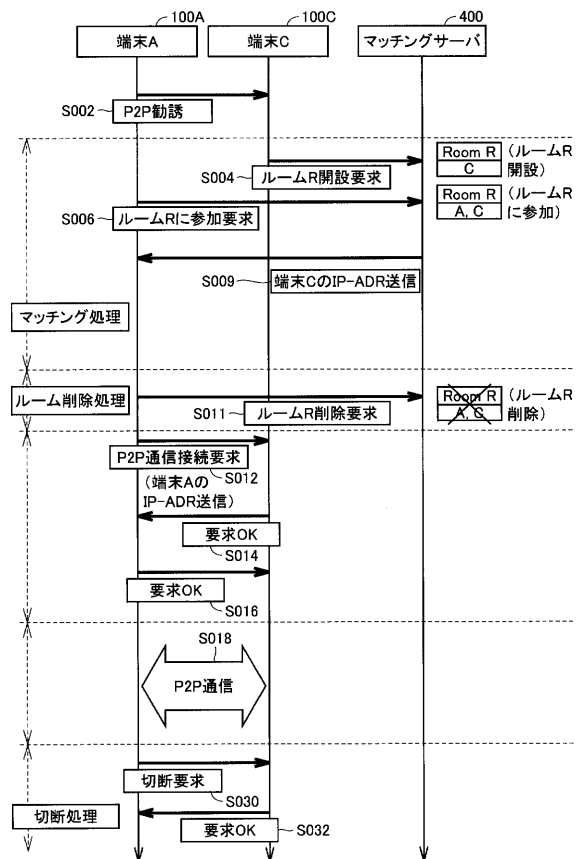 100A
100C
400
端末A
端末C
マッチングサーバ
S002
P2P勧誘
Room R
C
(ルームR
開設)
S004
ルームR開設要求
Room R
A, C
(ルームR
に参加)
S006
ルームRに参加要求
S009
端末CのIP-ADR送信
マッチング処理
ルーム削除処理
Room R
A, C
(ルームR
削除)
S011
ルームR削除要求
P2P通信接続要求
S012
(端末Aの
IP-ADR送信)
要求OK
S014
要求OK
S016
S018
P2P通信
切断要求
S030
切断処理
要求OK
S032